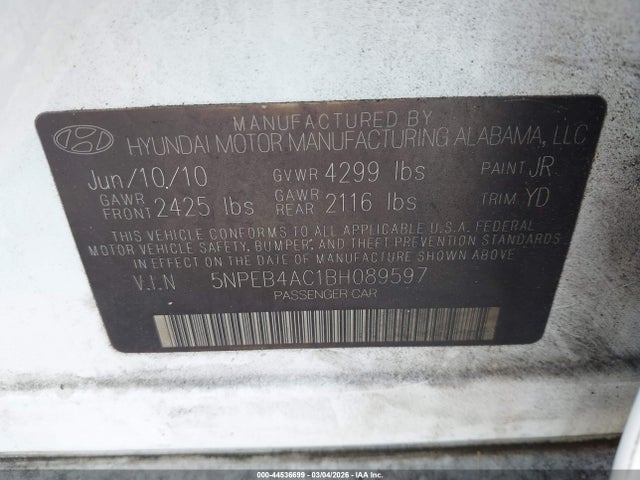 MANUFACTURED BY
HYUNDAI MOTOR MANUFACTURING ALABAMA, LLC
Jun/10/10 GVWR 4299 lbs PAINT JR
GAWR FRONT 2425 lbs GAWR REAR 2116 lbs TRIM YD
THIS VEHICLE CONFORMS TO ALL APPLICABLE U.S.A. FEDERAL
MOTOR VEHICLE SAFETY, BUMPER, AND THEFT PREVENTION STANDARDS
IN EFFECT ON THE DATE OF MANUFACTURE SHOWN ABOVE
V.I.N 5NPEB4AC1BH089597
PASSENGER CAR
000-44536699 - 03/04/2026 - IAA Inc.